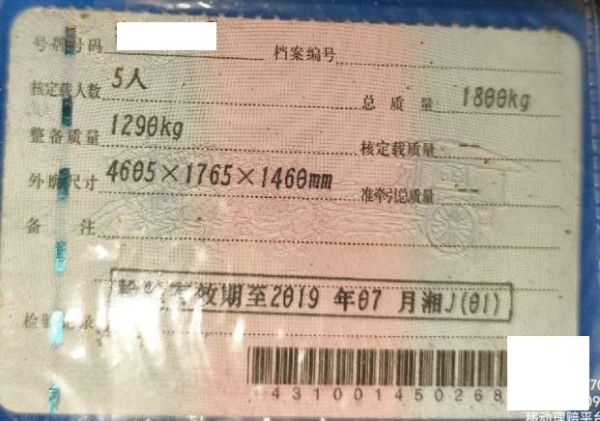 号牌号码 档案编号
核定载人数 5人 总质量 1800kg
整备质量 1290kg 核定载质量 --
外廓尺寸 4605×1765×1460mm 准牵引总质量 --
备注
检验有效期至2019年07月湘J(01)
检验记录
431001450268
移动理赔平台